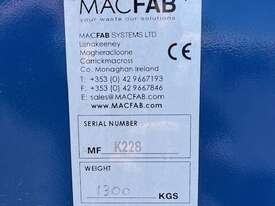 MACFAB
your waste our solutions
MACFAB SYSTEMS LTD
Lisnakeeney
Magheracloone
Carrickmacross
Co. Monaghan Ireland
T: +353 (0) 42 9667193
F: +353 (0) 42 9667846
E: sales@MACFAB.com
www.MACFAB.com
CE
SERIAL NUMBER
MF K228
WEIGHT
1300 KGS